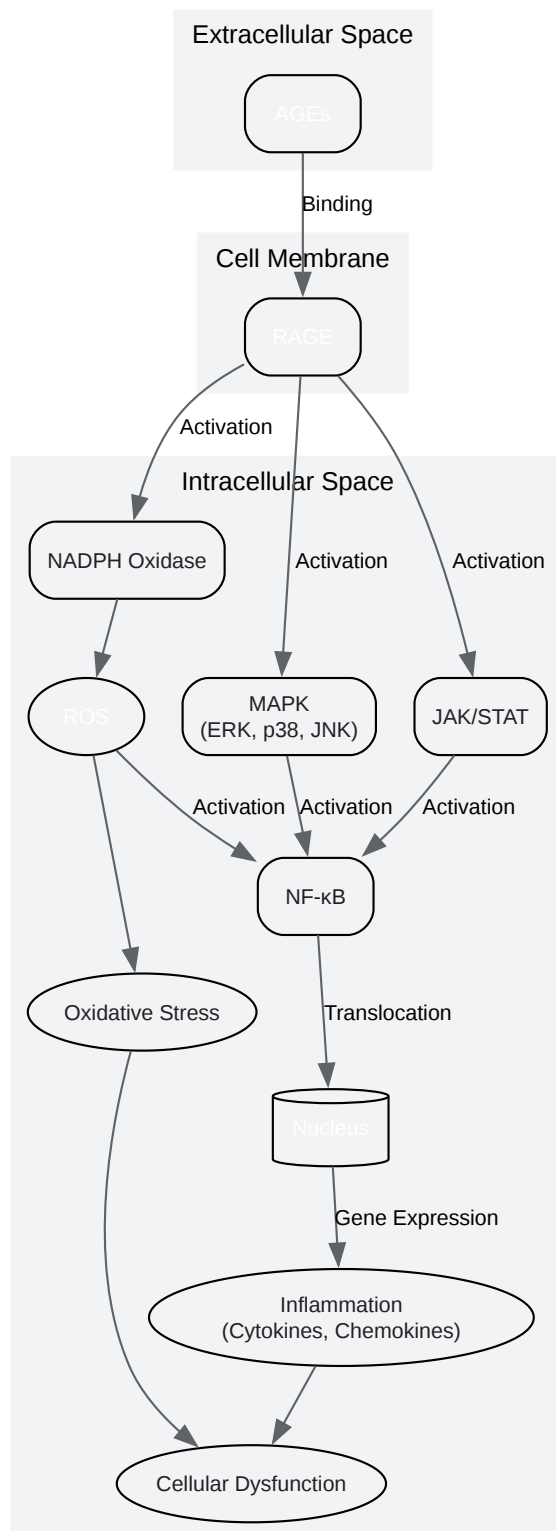 Extracellular Space
AGEs
Binding
Cell Membrane
RAGE
Activation
Intracellular Space
NADPH Oxidase
Activation
Activation
ROS
MAPK
(ERK, p38, JNK)
JAK/STAT
Activation
Activation
Activation
NF-κB
Oxidative Stress
Translocation
Nucleus
Gene Expression
Inflammation
(Cytokines, Chemokines)
Cellular Dysfunction